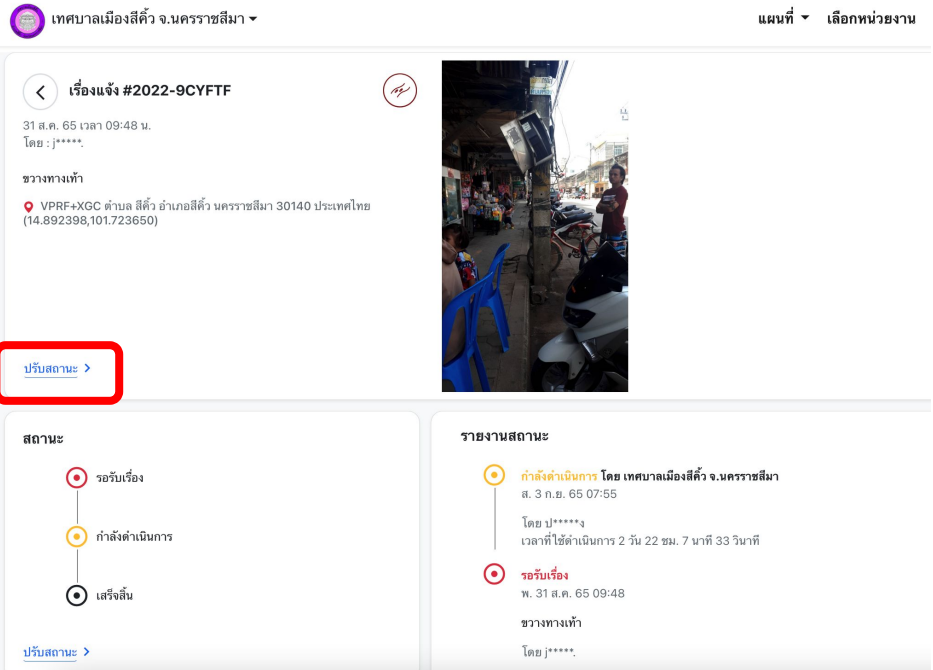 เทศบาลเมืองสีคิ้ว จ.นครราชสีมา
แผนที่
เลือกหน่วยงาน
เรื่องแจ้ง #2022-9CYFTF
31 ส.ค. 65 เวลา 09:48 น.
โดย : j*****.
ขวางทางเท้า
VPRF+XGC ตำบล สีคิ้ว อำเภอสีคิ้ว นครราชสีมา 30140 ประเทศไทย
(14.892398,101.723650)
ปรับสถานะ
สถานะ
รอรับเรื่อง
กำลังดำเนินการ
เสร็จสิ้น
ปรับสถานะ
รายงานสถานะ
กำลังดำเนินการ โดย เทศบาลเมืองสีคิ้ว จ.นครราชสีมา
ส. 3 ก.ย. 65 07:55
โดย ป*****ง
เวลาที่ใช้ดำเนินการ 2 วัน 22 ชม. 7 นาที 33 วินาที
รอรับเรื่อง
พ. 31 ส.ค. 65 09:48
ขวางทางเท้า
โดย j*****.